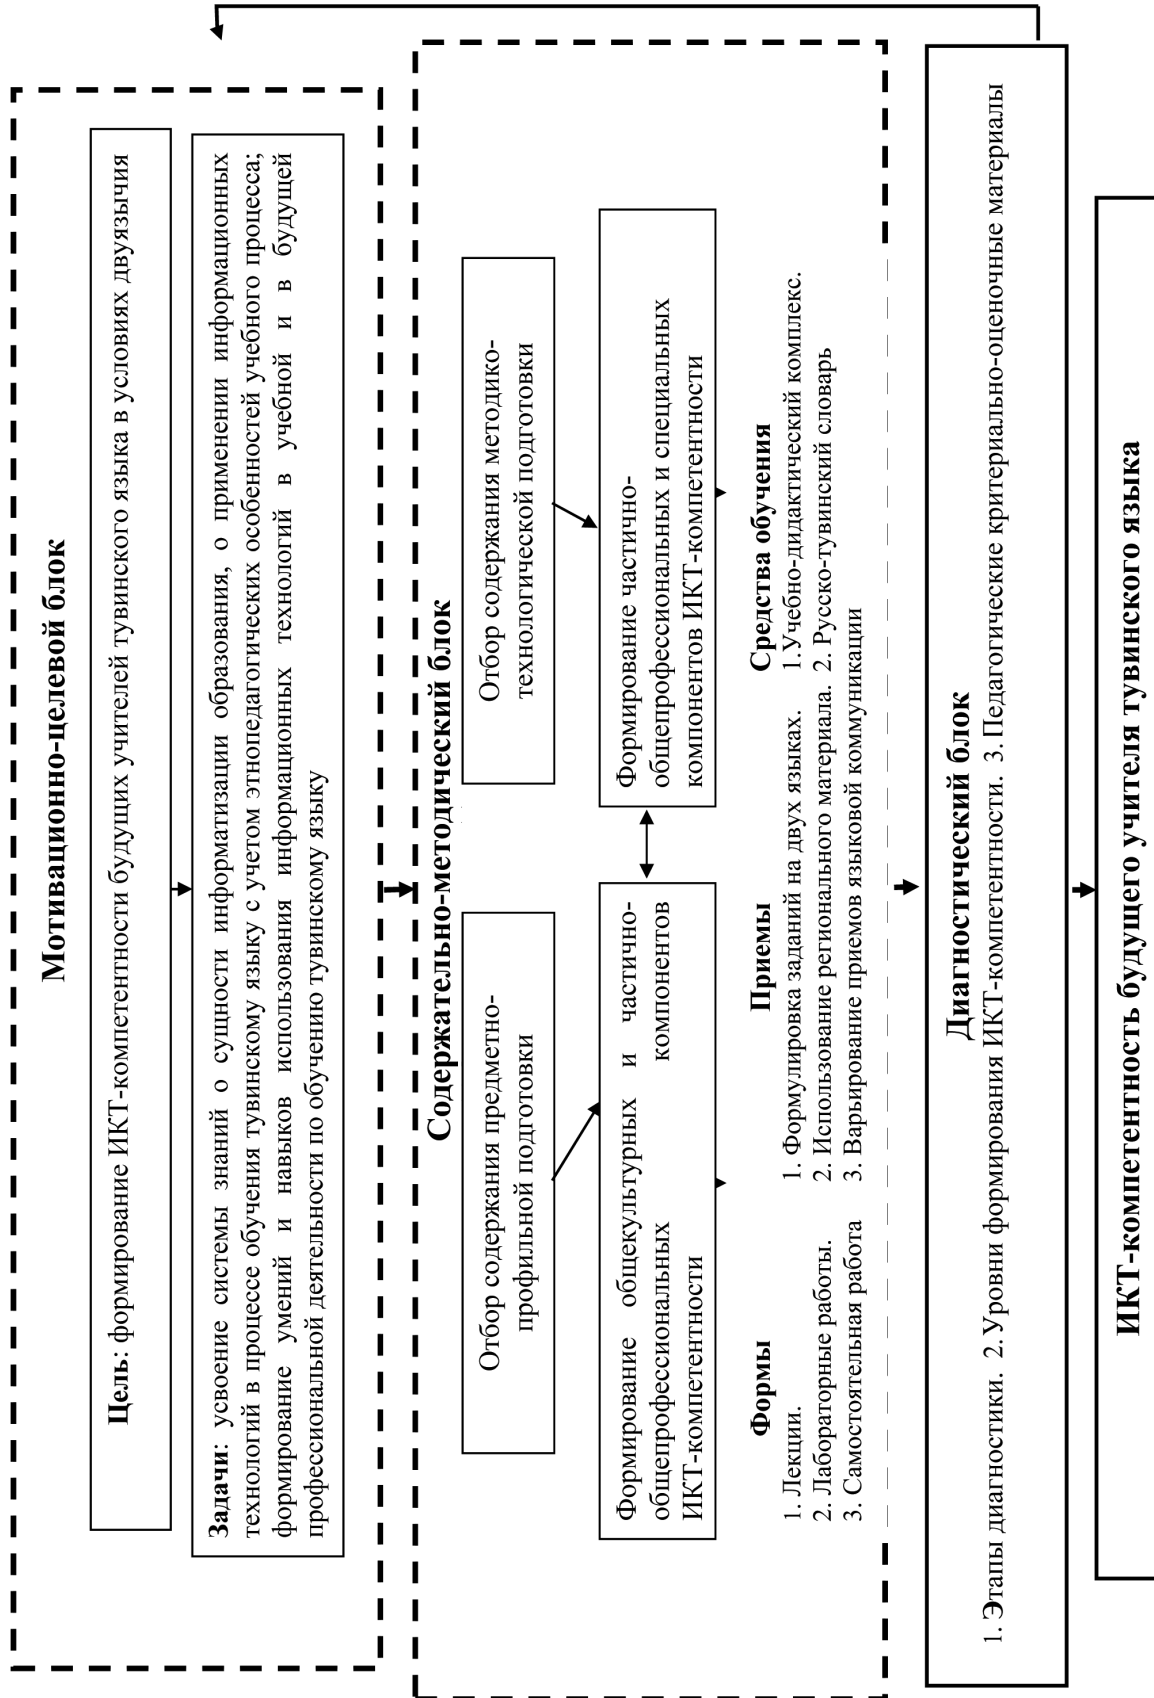 Мотивационно-целевой блок
Цель: формирование ИКТ-компетентности будущих учителей тувинского языка в условиях двуязычия
Задачи: усвоение системы знаний о сущности информатизации образования, о применении информационных
технологий в процессе обучения тувинскому языку с учетом этнопедагогических особенностей учебного процесса;
формирование умений и навыков использования информационных технологий в учебной и в будущей
профессиональной деятельности по обучению тувинскому языку
Содержательно-методический блок
Отбор содержания предметно-
профильной подготовки
Отбор содержания методико-
технологической подготовки
Формирование общекультурных и частично-
общепрофессиональных компонентов
ИКТ-компетентности
Формирование частично-
общепрофессиональных и специальных
компонентов ИКТ-компетентности
Формы
1. Лекции.
2. Лабораторные работы.
3. Самостоятельная работа
Приемы
1. Формулировка заданий на двух языках.
2. Использование регионального материала.
3. Варьирование приемов языковой коммуникации
Средства обучения
1.Учебно-дидактический комплекс.
2. Русско-тувинский словарь
Диагностический блок
1. Этапы диагностики. 2. Уровни формирования ИКТ-компетентности. 3. Педагогические критериально-оценочные материалы
ИКТ-компетентность будущего учителя тувинского языка